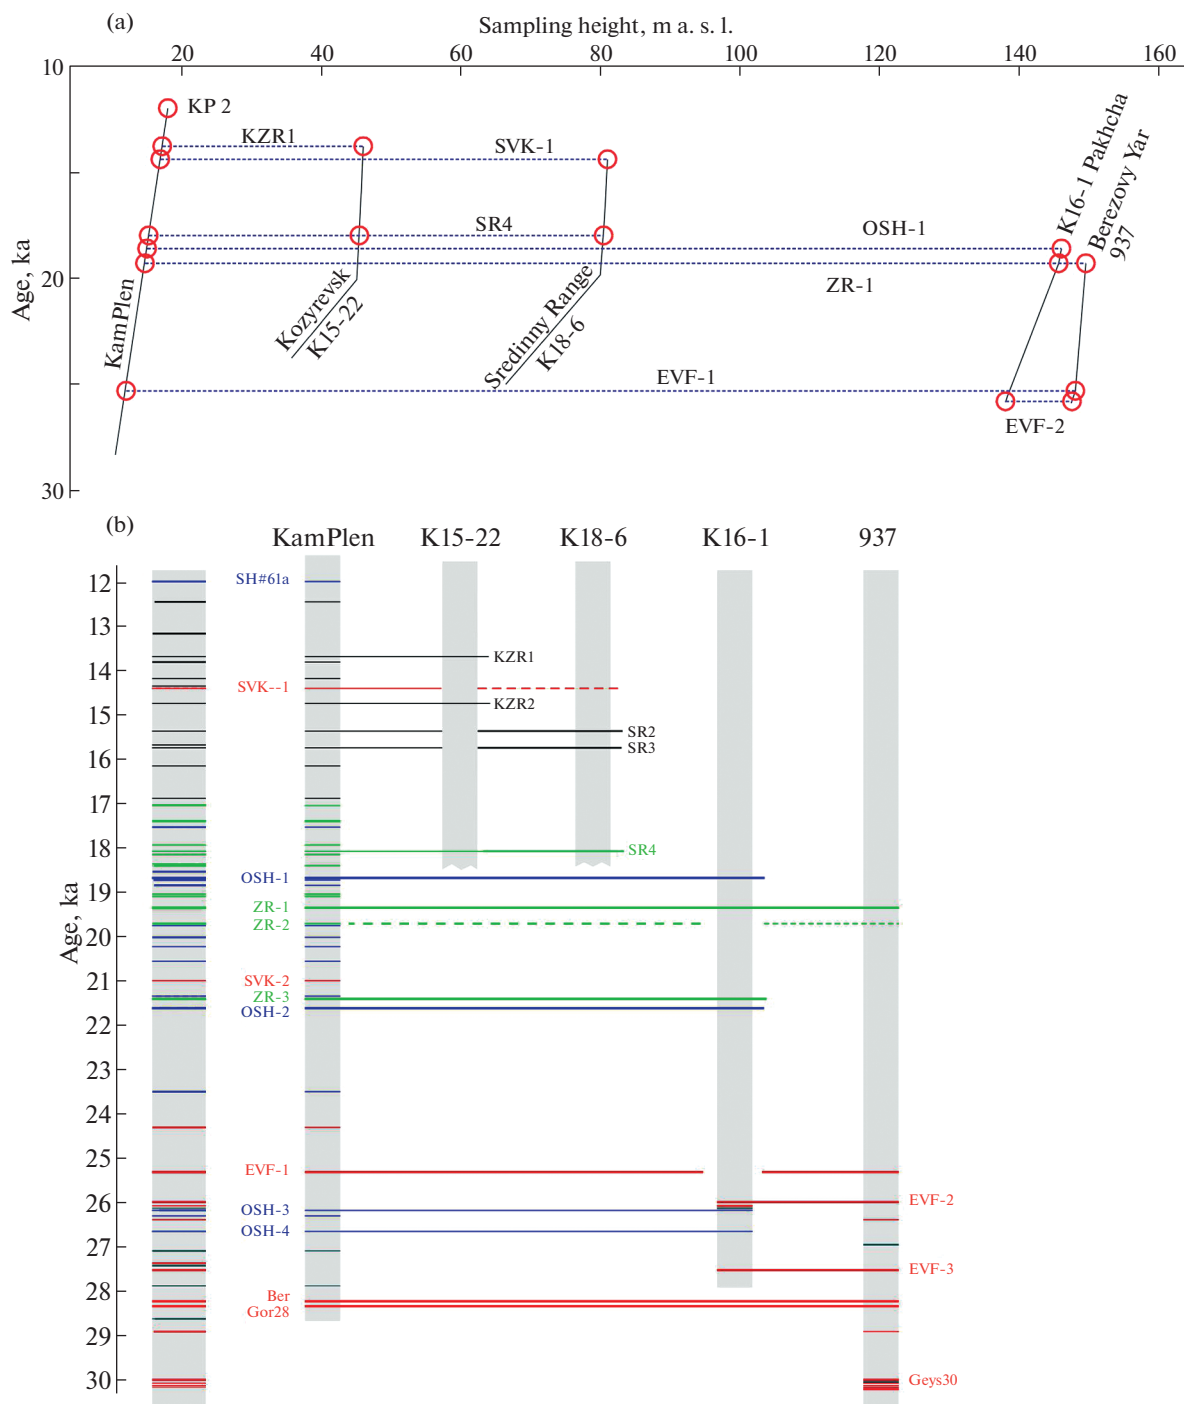 (a)
Sampling height, m a. s. l.
20 40 60 80 100 120 140 160
10
KP 2
KZR1
SVK-1
K16-1 Pakhcha
Berezovy Yar
937
SR4
OSH-1
Age, ka
20
ZR-1
KamPlen
Kozyrevsk
K15-22
Sredinny Range
K18-6
EVF-1
EVF-2
30
(b)
KamPlen K15-22 K18-6 K16-1 937
12 SH#61a
13
KZR1
14
SVK--1
KZR2
15
SR2
SR3
16
17
18 SR4
OSH-1
19
ZR-1
ZR-2
Age, ka
20
21 SVK-2
ZR-3
OSH-2
22
23
24
25 EVF-1
26 EVF-2
OSH-3
OSH-4
27
EVF-3
28 Ber
Gor28
29
30 Geys30